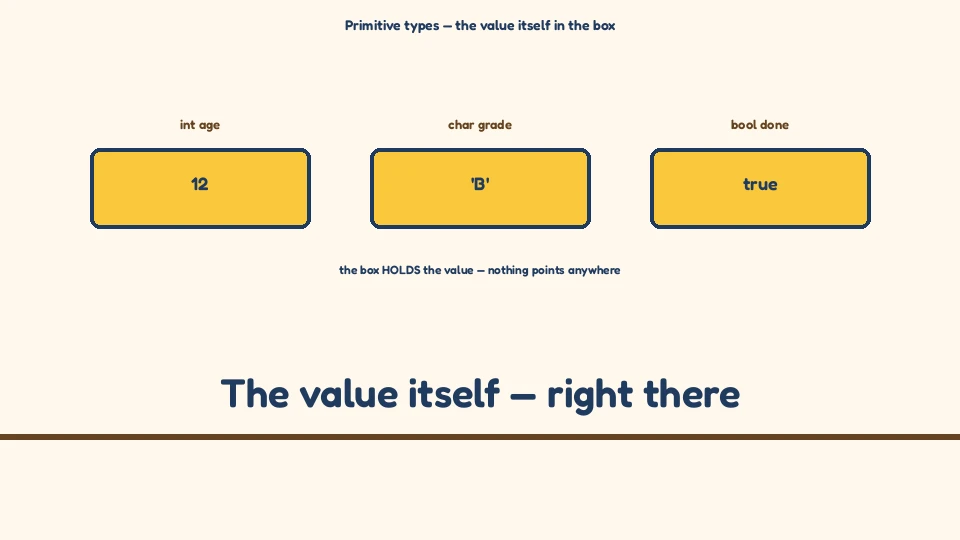 Primitive types — the value itself in the box
int age
char grade
bool done
12
'B'
true
the box HOLDS the value — nothing points anywhere
The value itself — right there